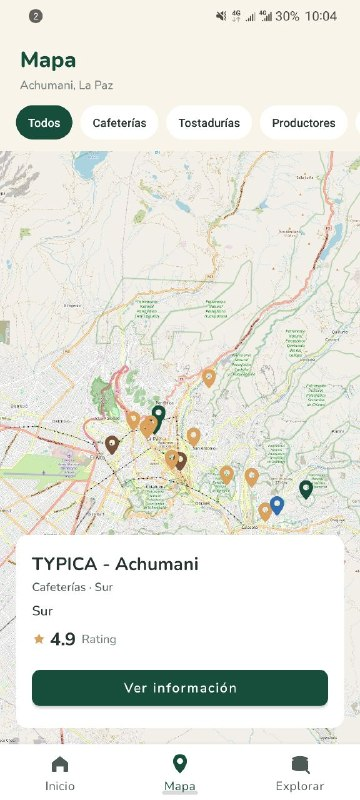 2
4G
4G
30% 10:04
Mapa
Achumani, La Paz
Todos
Cafeterías
Tostadurías
Productores
TYPICA - Achumani
Cafeterías · Sur
Sur
4.9 Rating
Ver información
Inicio
Mapa
Explorar